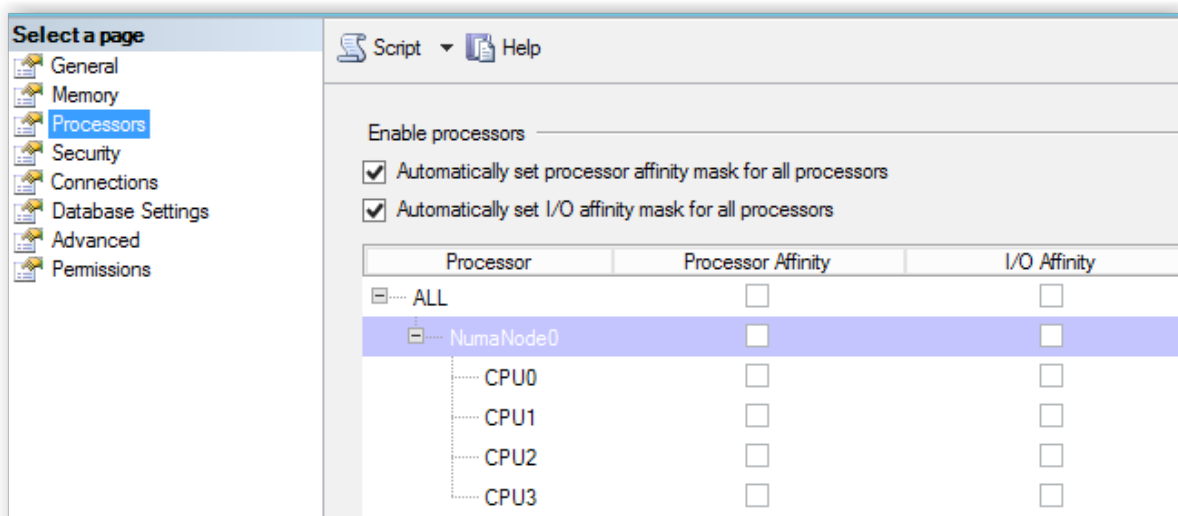 Select a page
General
Memory
Processors
Security
Connections
Database Settings
Advanced
Permissions
Script Help
Enable processors
Automatically set processor affinity mask for all processors
Automatically set I/O affinity mask for all processors
Processor Processor Affinity I/O Affinity
ALL
NumaNode0
CPU0
CPU1
CPU2
CPU3